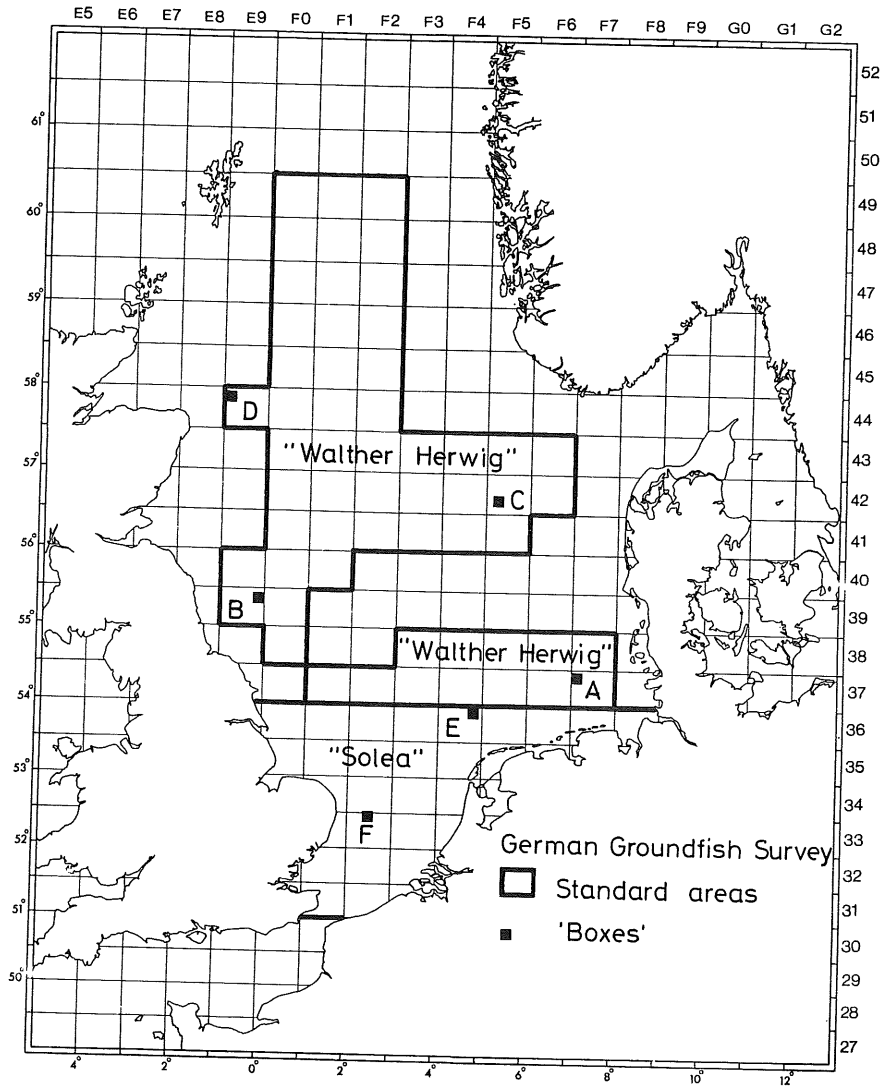 E5 E6 E7 E8 E9 F0 F1 F2 F3 F4 F5 F6 F7 F8 F9 G0 G1 G2
52
51
61°
50
60°
49
48
59°
47
46
58°
45
D
44
"Walther Herwig"
57°
43
C
42
56°
41
40
B
55°
39
"Walther Herwig"
38
A
54°
37
E
36
"Solea"
53°
35
34
F
52°
33
German Groundfish Survey
32
Standard areas
51°
31
'Boxes'
30
50°
29
28
27
4° 2° 0° 2° 4° 6° 8° 10° 12°